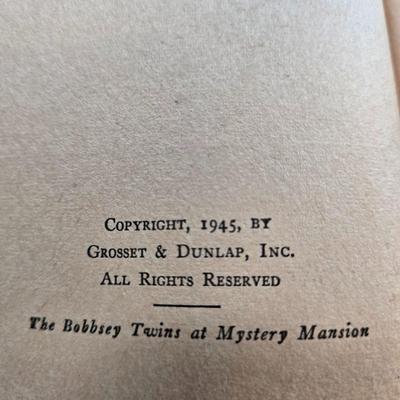 COPYRIGHT, 1945, BY
GROSSET & DUNLAP, INC.
ALL RIGHTS RESERVED
The Bobbsey Twins at Mystery Mansion